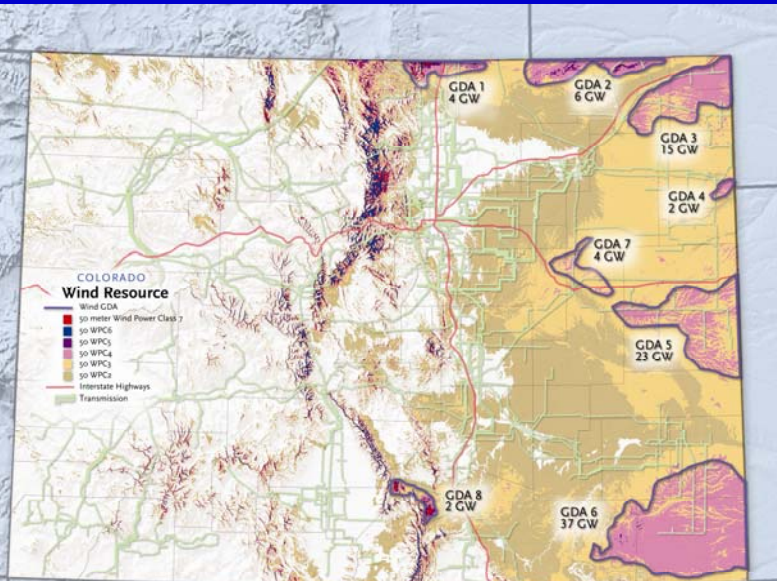 GDA 1
4 GW
GDA 2
6 GW
GDA 3
15 GW
GDA 4
2 GW
GDA 7
4 GW
GDA 5
23 GW
GDA 8
2 GW
GDA 6
37 GW
COLORADO
Wind Resource
Wind GDA
50 meter Wind Power Class 7
50 WPC6
50 WPC5
50 WPC4
50 WPC3
50 WPC2
Interstate Highways
Transmission